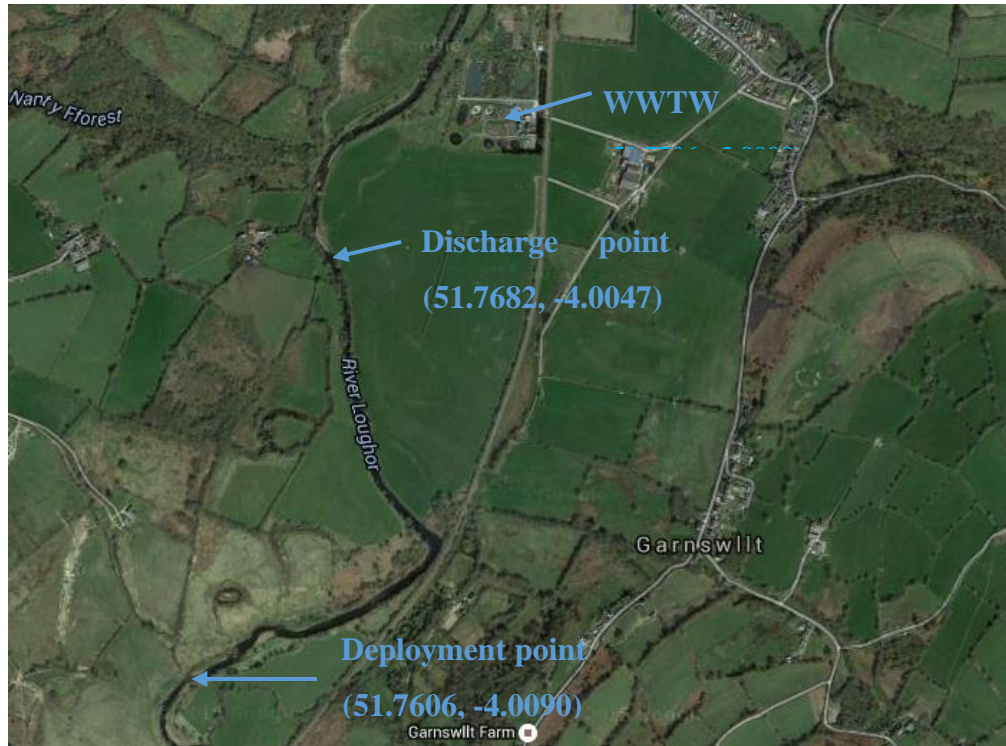 Nant y Fforest
WWTW
Discharge point
(51.7682, -4.0047)
River Loughor
Garnswllt
Deployment point
(51.7606, -4.0090)
Garnswllt Farm